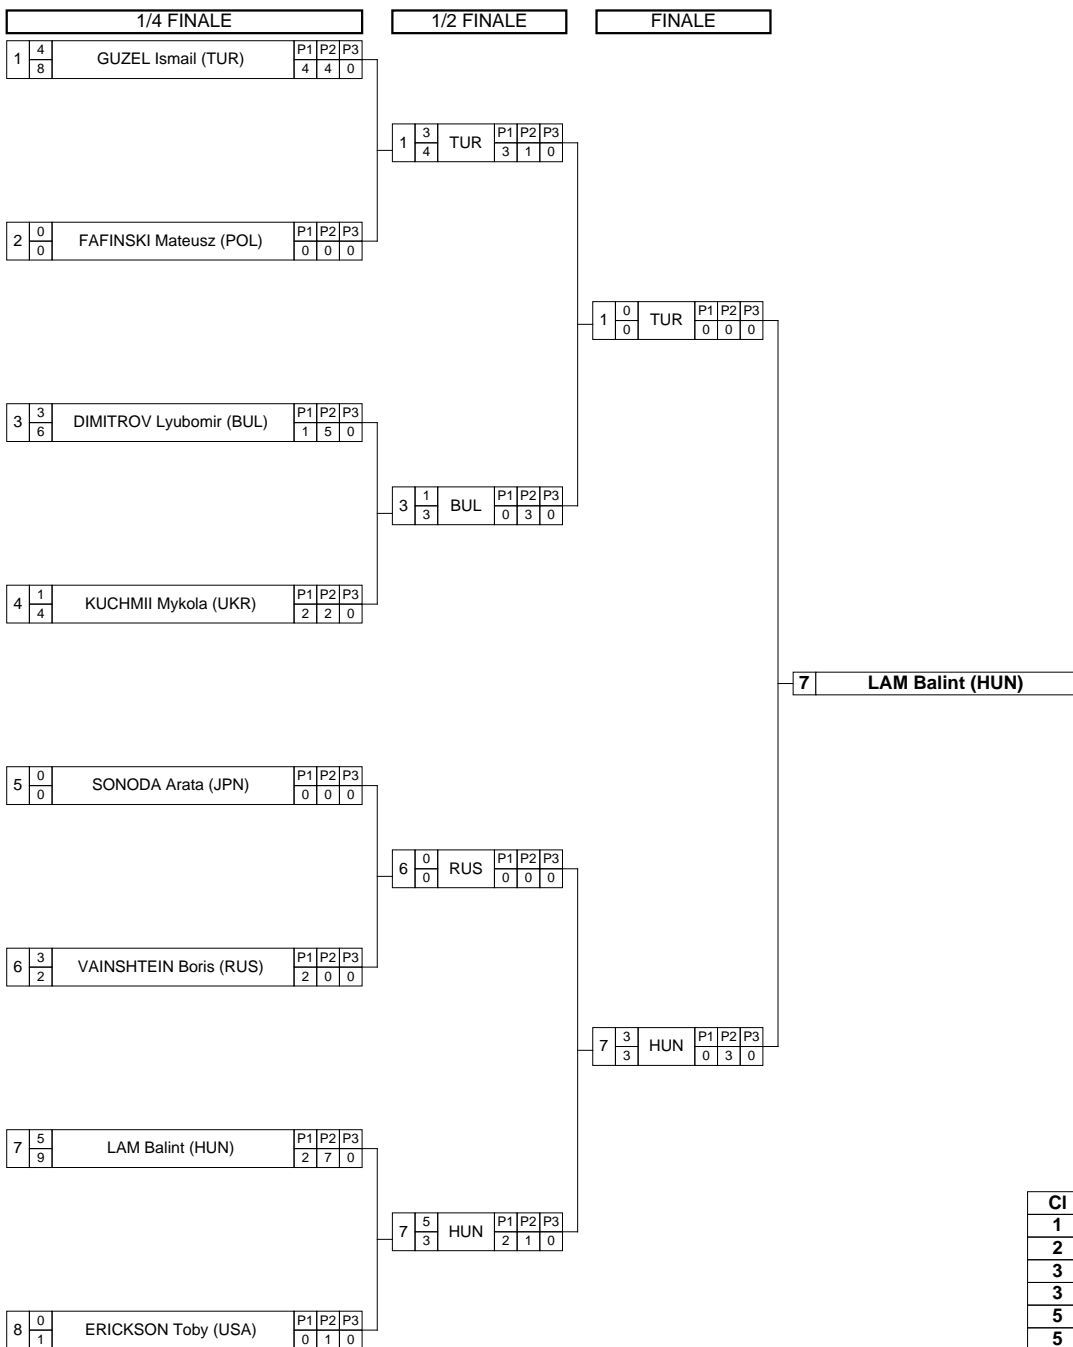 1/4 FINALE 1/2 FINALE FINALE
1 4 8 GUZEL Ismail (TUR) P1 P2 P3 4 4 0
1 3 4 TUR P1 P2 P3 3 1 0
2 0 0 FAFINSKI Mateusz (POL) P1 P2 P3 0 0 0
1 0 0 TUR P1 P2 P3 0 0 0
3 3 6 DIMITROV Lyubomir (BUL) P1 P2 P3 1 5 0
3 1 3 BUL P1 P2 P3 0 3 0
4 1 4 KUCHMII Mykola (UKR) P1 P2 P3 2 2 0
7 LAM Balint (HUN)
5 0 0 SONODA Arata (JPN) P1 P2 P3 0 0 0
6 0 0 RUS P1 P2 P3 0 0 0
6 3 2 VAINSHTEIN Boris (RUS) P1 P2 P3 2 0 0
7 3 3 HUN P1 P2 P3 0 3 0
7 5 9 LAM Balint (HUN) P1 P2 P3 2 7 0
7 5 3 HUN P1 P2 P3 2 1 0
8 0 1 ERICKSON Toby (USA) P1 P2 P3 0 1 0
Cl
1
2
3
3
5
5